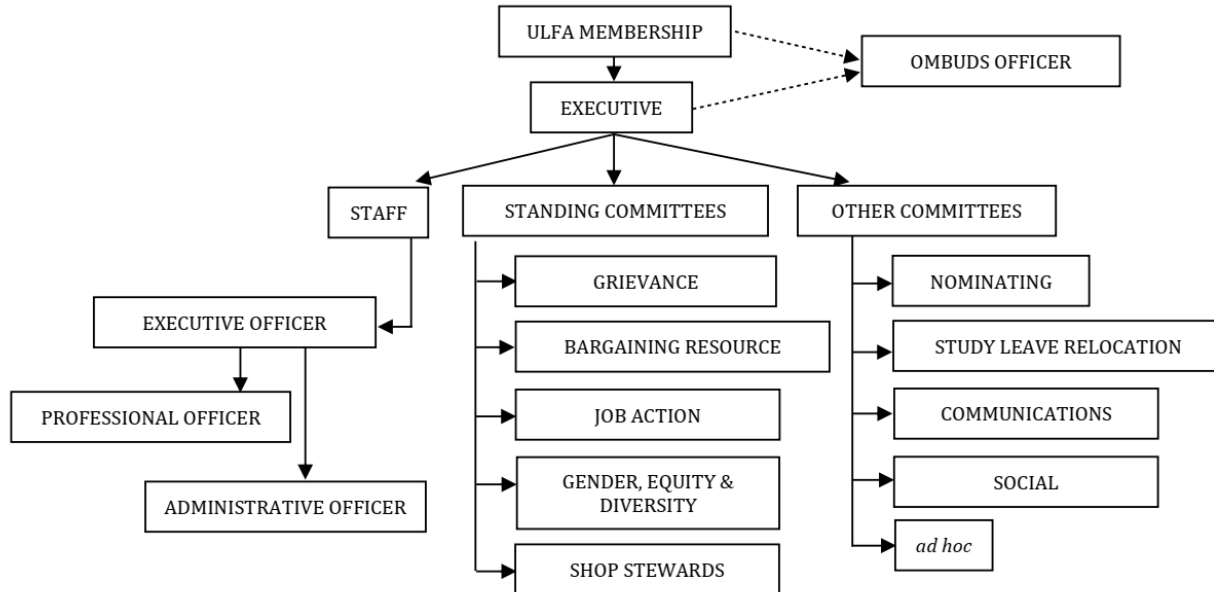 ULFA MEMBERSHIP
OMBUDS OFFICER
EXECUTIVE
STAFF
STANDING COMMITTEES
OTHER COMMITTEES
GRIEVANCE
NOMINATING
EXECUTIVE OFFICER
BARGAINING RESOURCE
STUDY LEAVE RELOCATION
PROFESSIONAL OFFICER
JOB ACTION
COMMUNICATIONS
GENDER, EQUITY &
DIVERSITY
SOCIAL
ADMINISTRATIVE OFFICER
ad hoc
SHOP STEWARDS